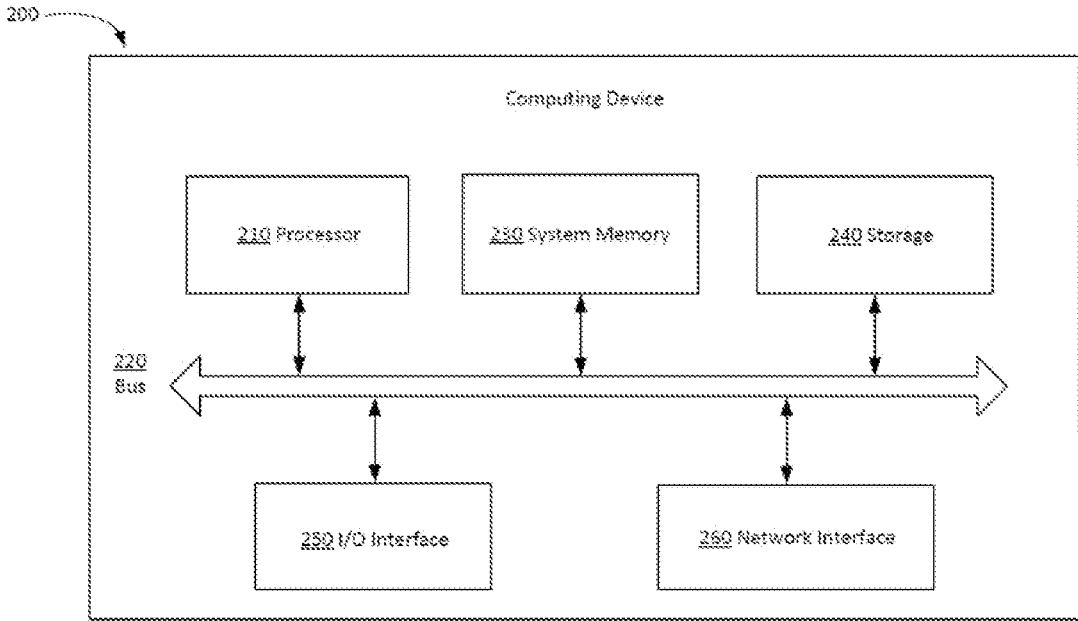 200
Computing Device
210 Processor
230 System Memory
240 Storage
220
Bus
250 I/O Interface
260 Network Interface